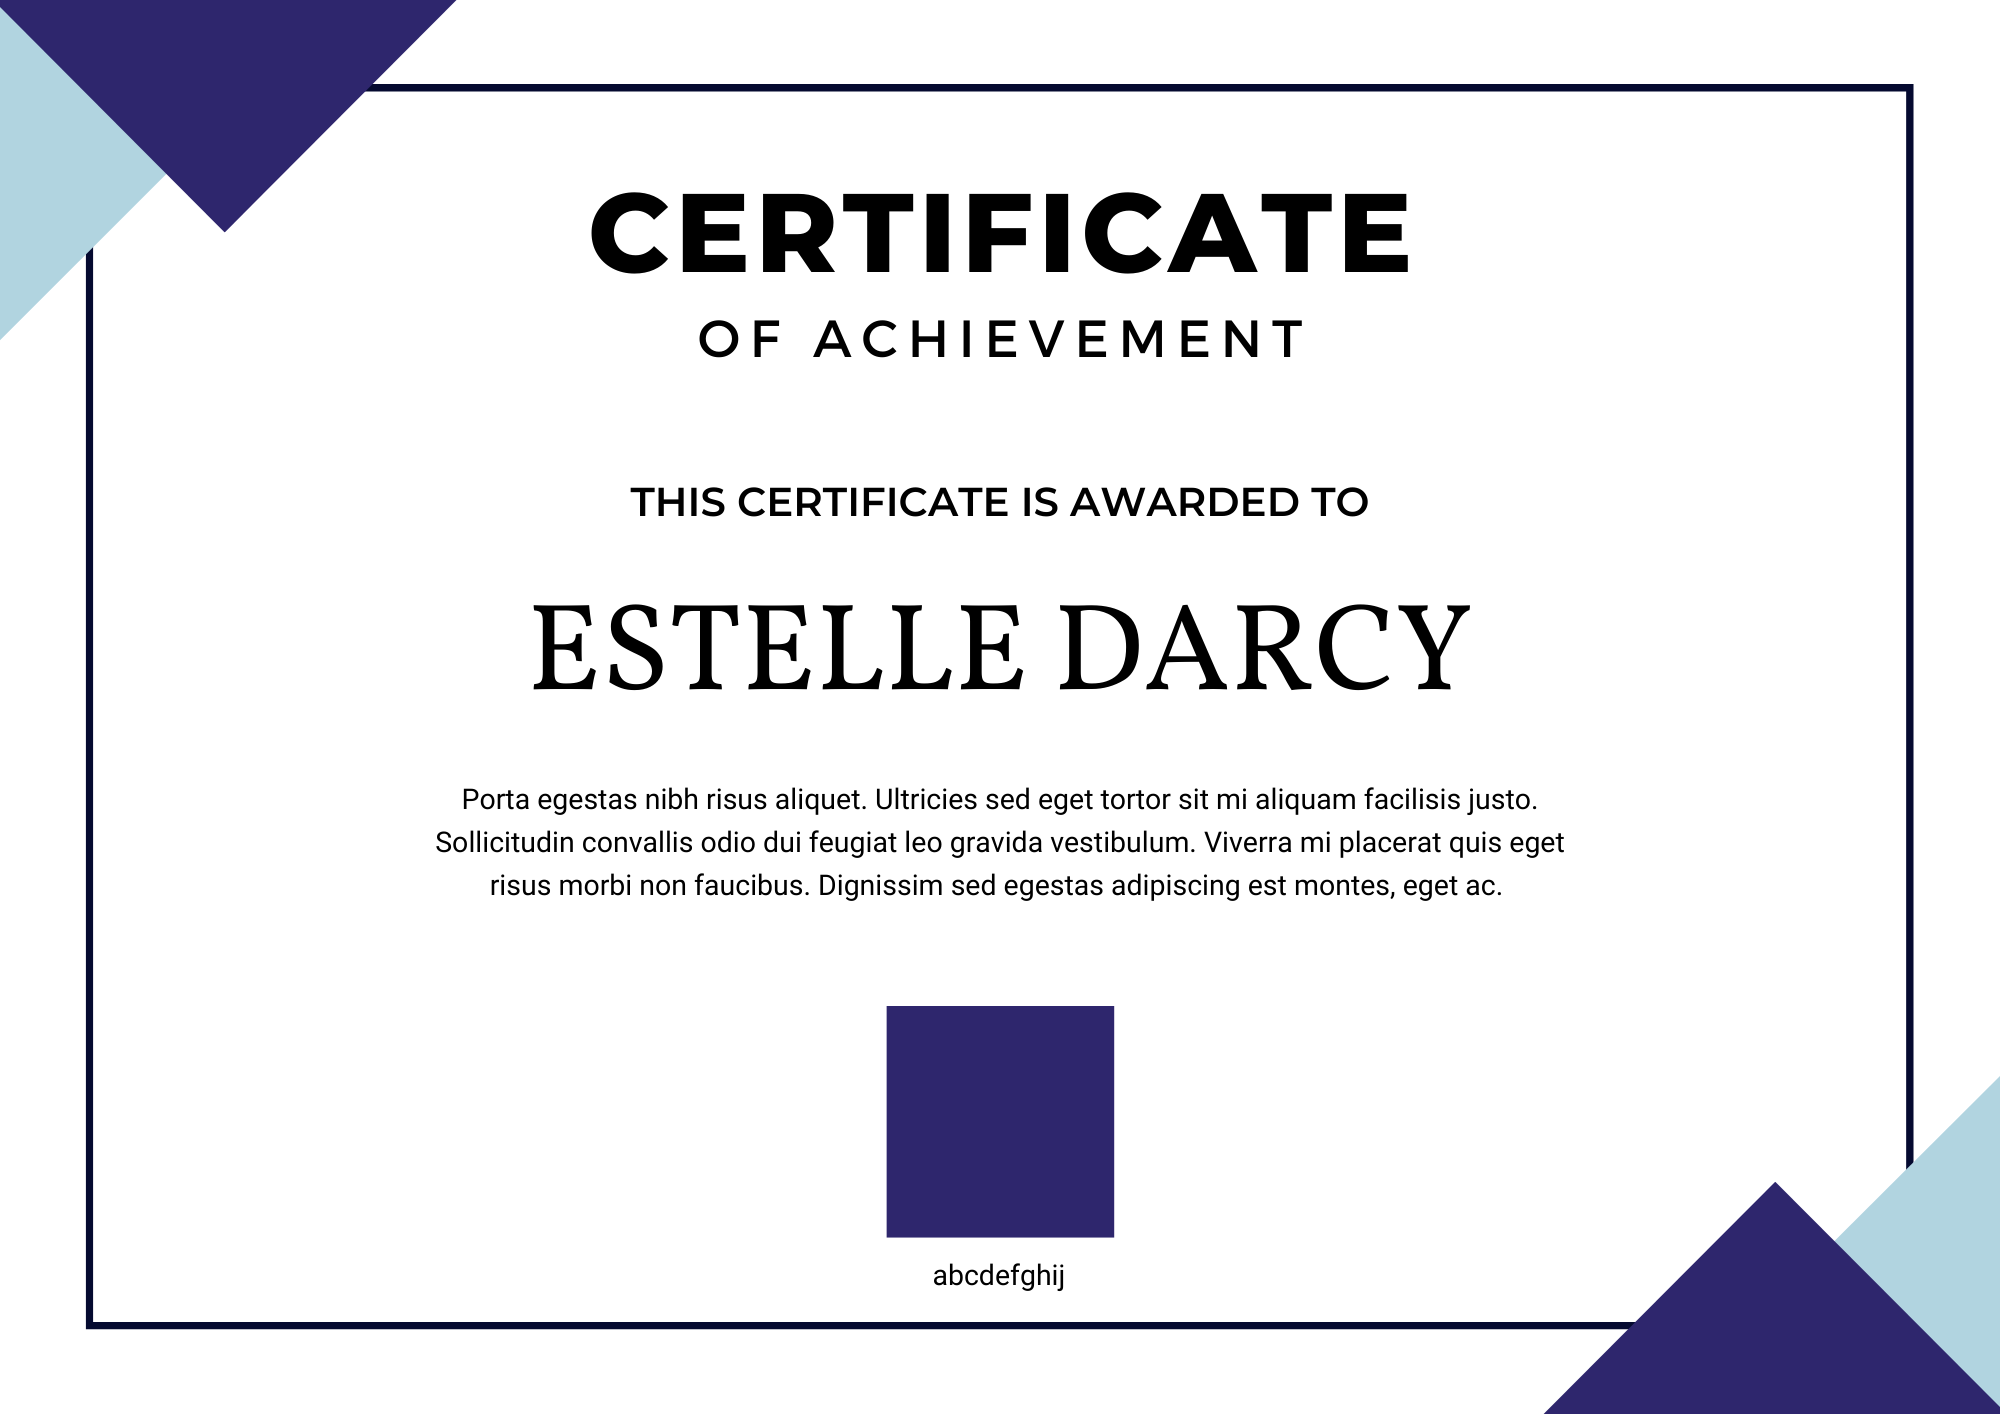 CERTIFICATE
OF ACHIEVEMENT
THIS CERTIFICATE IS AWARDED TO
ESTELLE DARCY
Porta egestas nibh risus aliquet. Ultricies sed eget tortor sit mi aliquam facilisis justo.
Sollicitudin convallis odio dui feugiat leo gravida vestibulum. Viverra mi placerat quis eget
risus morbi non faucibus. Dignissim sed egestas adipiscing est montes, eget ac.
abcdefghij